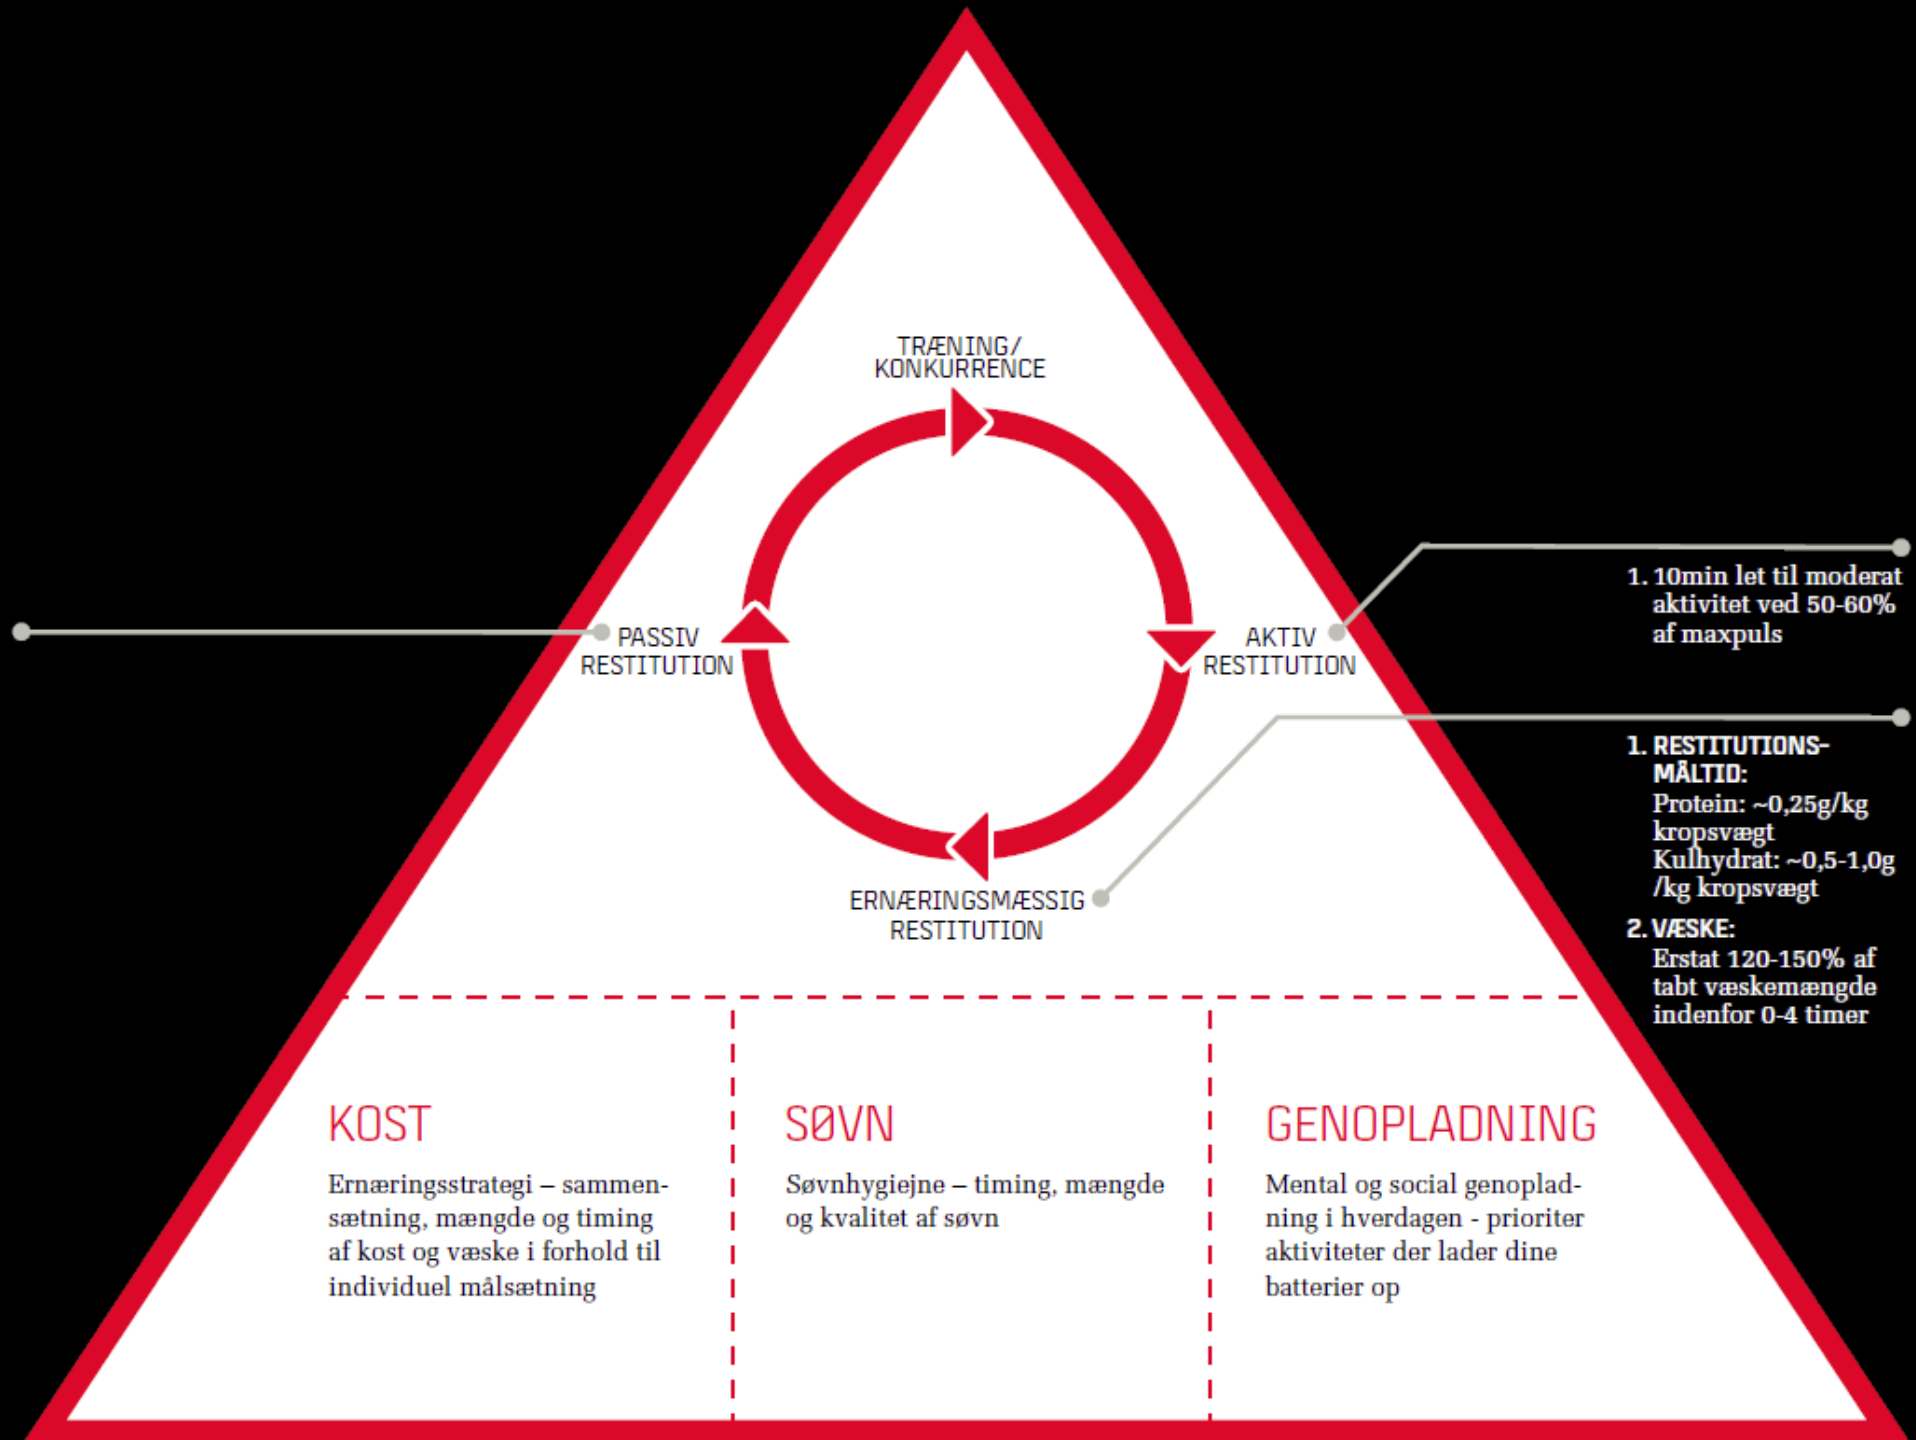 TRÆNING/
KONKURRENCE
PASSIV
RESTITUTION
AKTIV
RESTITUTION
1. 10min let til moderat
aktivitet ved 50-60%
af maxpuls
ERNÆRINGSMÆSSIG
RESTITUTION
1. RESTITUTIONS-
MÅLTID:
Protein: ~0,25g/kg
kropsvægt
Kulhydrat: ~0,5-1,0g
/kg kropsvægt
2. VÆSKE:
Erstat 120-150% af
tabt væskemængde
indenfor 0-4 timer
KOST
Ernæringsstrategi – sammen-
sætning, mængde og timing
af kost og væske i forhold til
individuel målsætning
SØVN
Søvnhygiejne – timing, mængde
og kvalitet af søvn
GENOPLADNING
Mental og social genoplad-
ning i hverdagen - prioriter
aktiviteter der lader dine
batterier op